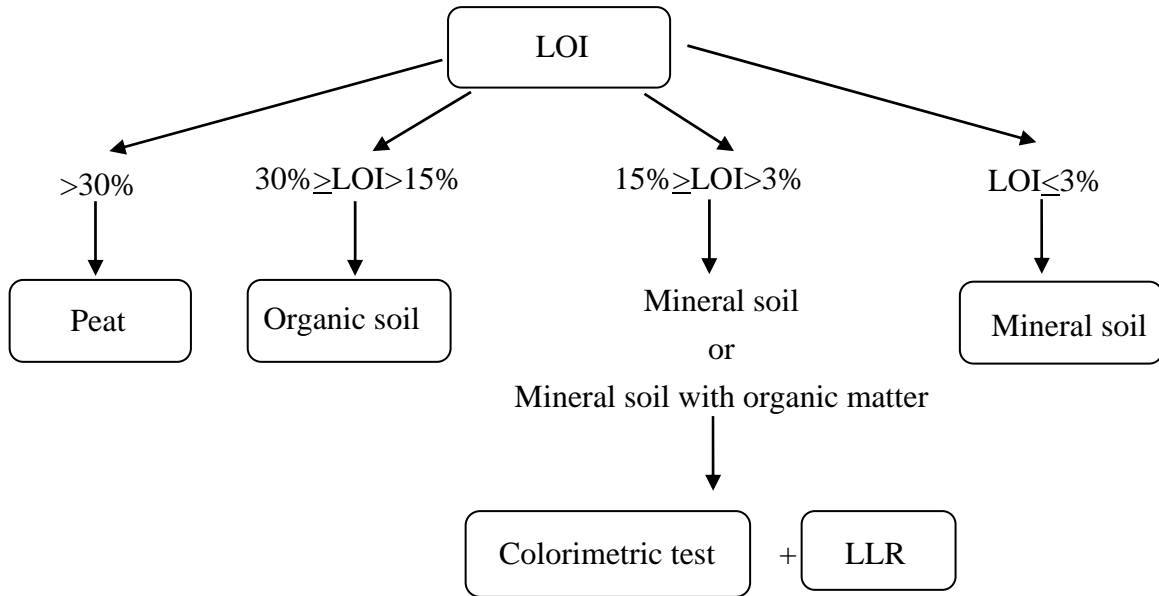 LOI
>30%
30%≥LOI>15%
15%≥LOI>3%
LOI≤3%
Peat
Organic soil
Mineral soil
or
Mineral soil with organic matter
Mineral soil
Colorimetric test
+
LLR